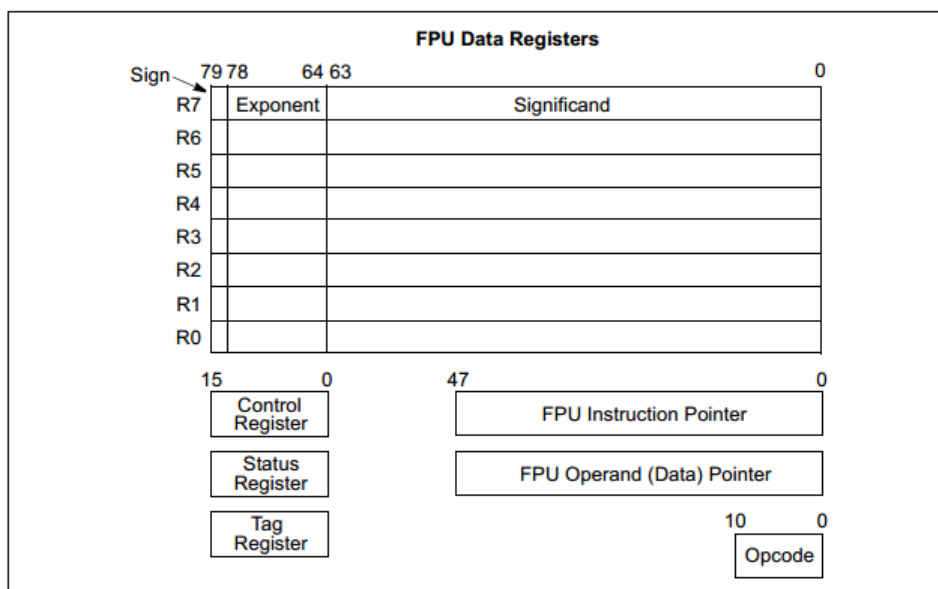 FPU Data Registers
Sign 79 78 64 63 0
R7 Exponent Significand
R6
R5
R4
R3
R2
R1
R0
15 0 47 0
Control
Register
FPU Instruction Pointer
Status
Register
FPU Operand (Data) Pointer
Tag
Register
10 0
Opcode